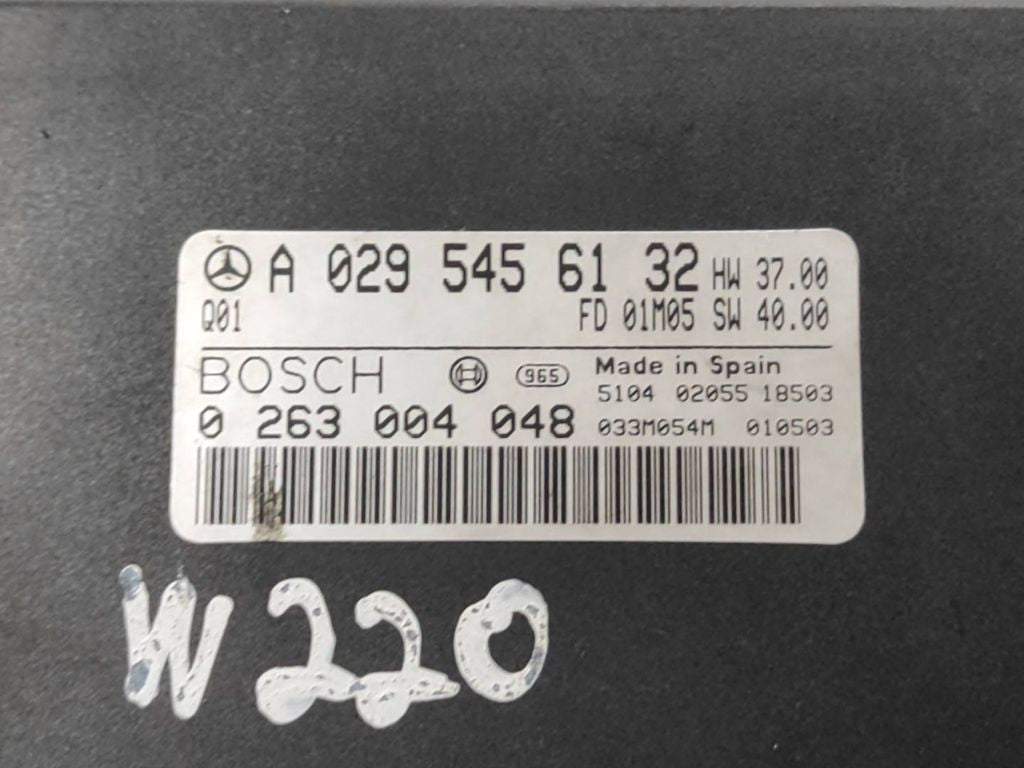 A 029 545 61 32 HW 37.00
Q01 FD 01M05 SW 40.00
BOSCH 965 Made in Spain
5104 02055 18503
0 263 004 048 033M054M 010503
W220